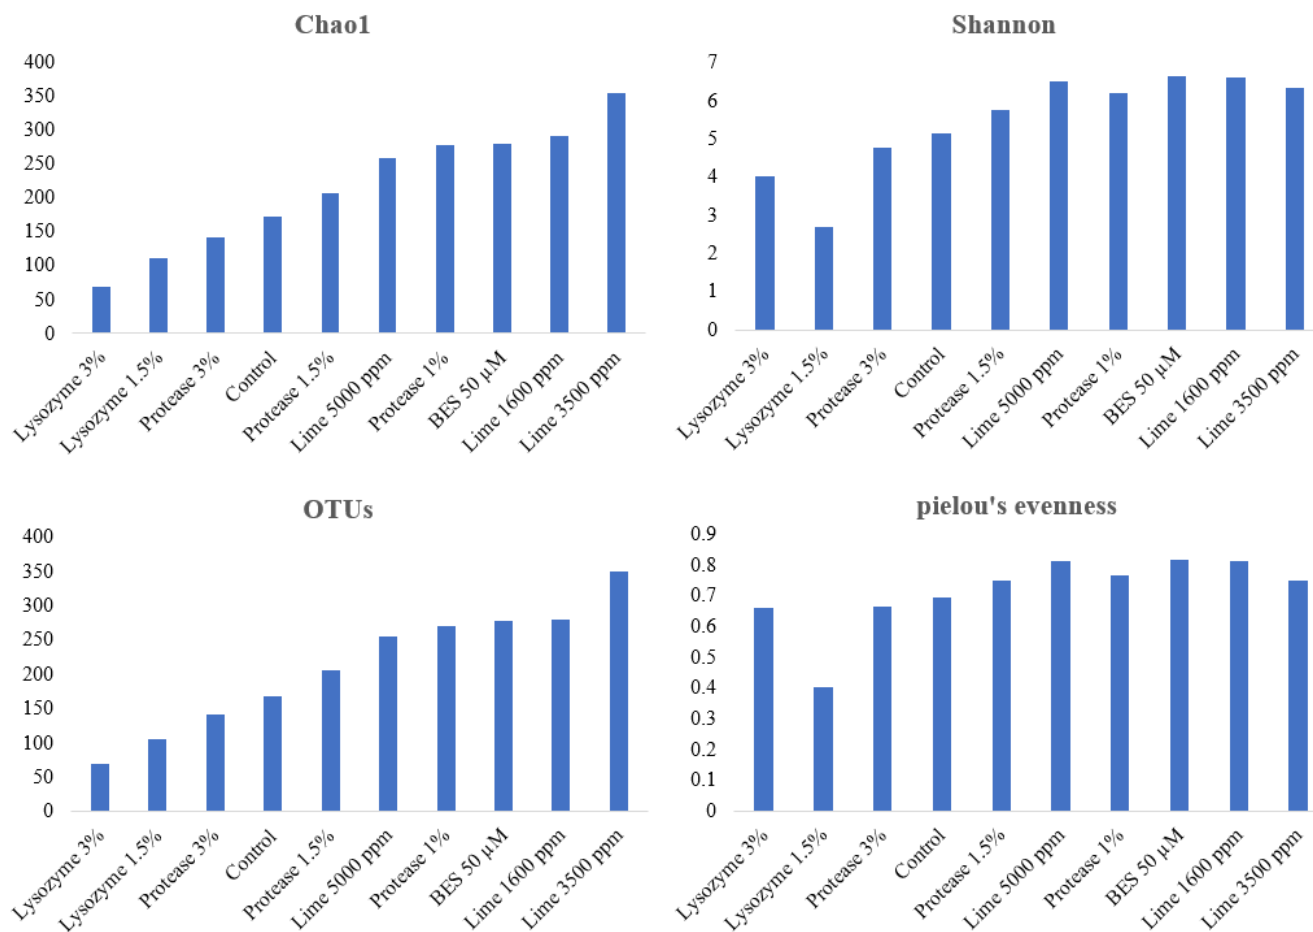 Chao1
400
350
300
250
200
150
100
50
0
Lysozyme 3%
Lysozyme 1.5%
Protease 3%
Control
Protease 1.5%
Lime 5000 ppm
Protease 1%
BES 50 µM
Lime 1600 ppm
Lime 3500 ppm
Shannon
7
6
5
4
3
2
1
0
Lysozyme 3%
Lysozyme 1.5%
Protease 3%
Control
Protease 1.5%
Lime 5000 ppm
Protease 1%
BES 50 µM
Lime 1600 ppm
Lime 3500 ppm
OTUs
400
350
300
250
200
150
100
50
0
Lysozyme 3%
Lysozyme 1.5%
Protease 3%
Control
Protease 1.5%
Lime 5000 ppm
Protease 1%
BES 50 µM
Lime 1600 ppm
Lime 3500 ppm
pielou's evenness
0.9
0.8
0.7
0.6
0.5
0.4
0.3
0.2
0.1
0
Lysozyme 3%
Lysozyme 1.5%
Protease 3%
Control
Protease 1.5%
Lime 5000 ppm
Protease 1%
BES 50 µM
Lime 1600 ppm
Lime 3500 ppm